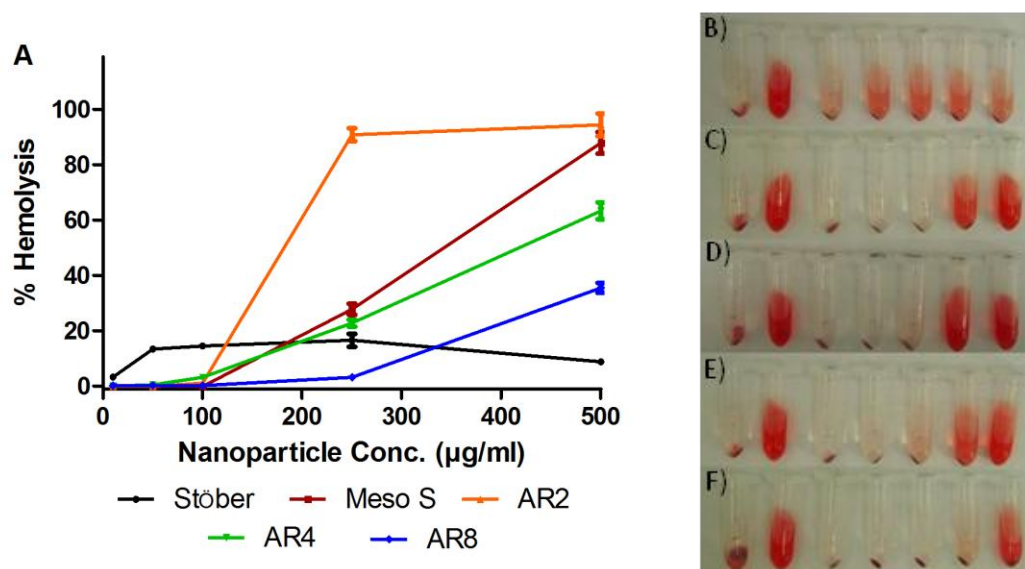 A
% Hemolysis
100
80
60
40
20
0
0 100 200 300 400 500
Nanoparticle Conc. (µg/ml)
Stöber Meso S AR2
AR4 AR8
B)
C)
D)
E)
F)